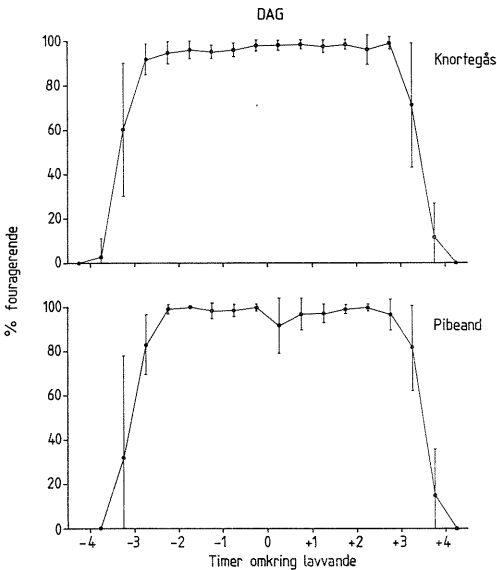 DAG
Knortegås
100
80
60
40
20
0
% fouragerende
Pibeand
100
80
60
40
20
0
-4 -3 -2 -1 0 +1 +2 +3 +4
Timer omkring lavvande